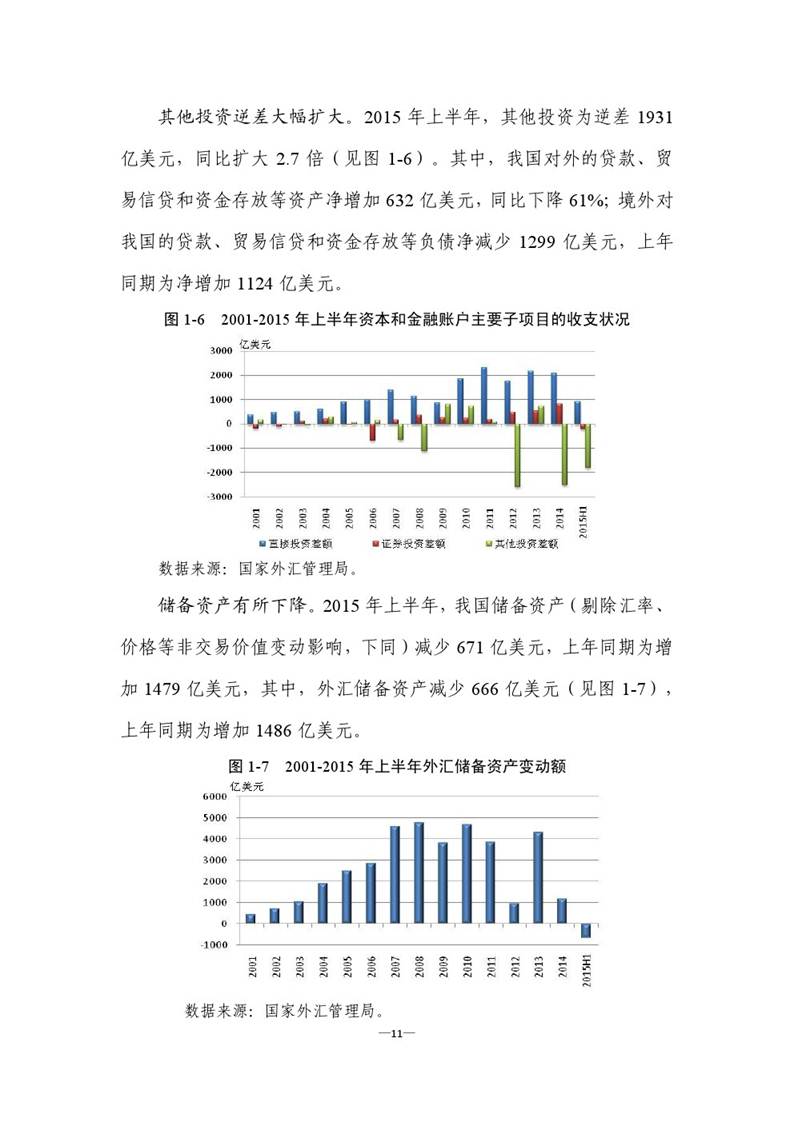 其他投资逆差大幅扩大。2015 年上半年，其他投资为逆差 1931
亿美元，同比扩大 2.7 倍（见图 1-6）。其中，我国对外的贷款、贸
易信贷和资金存放等资产净增加 632 亿美元，同比下降 61%；境外对
我国的贷款、贸易信贷和资金存放等负债净减少 1299 亿美元，上年
同期为净增加 1124 亿美元。
图 1-6 2001-2015 年上半年资本和金融账户主要子项目的收支状况
亿美元
3000
2000
1000
0
-1000
-2000
-3000
2001 2002 2003 2004 2005 2006 2007 2008 2009 2010 2011 2012 2013 2014 2015H1
直接投资差额 证券投资差额 其他投资差额
数据来源：国家外汇管理局。
储备资产有所下降。2015 年上半年，我国储备资产（剔除汇率、
价格等非交易价值变动影响，下同）减少 671 亿美元，上年同期为增
加 1479 亿美元，其中，外汇储备资产减少 666 亿美元（见图 1-7），
上年同期为增加 1486 亿美元。
图 1-7 2001-2015 年上半年外汇储备资产变动额
亿美元
6000
5000
4000
3000
2000
1000
0
-1000
2001 2002 2003 2004 2005 2006 2007 2008 2009 2010 2011 2012 2013 2014 2015H1
数据来源：国家外汇管理局。
—11—